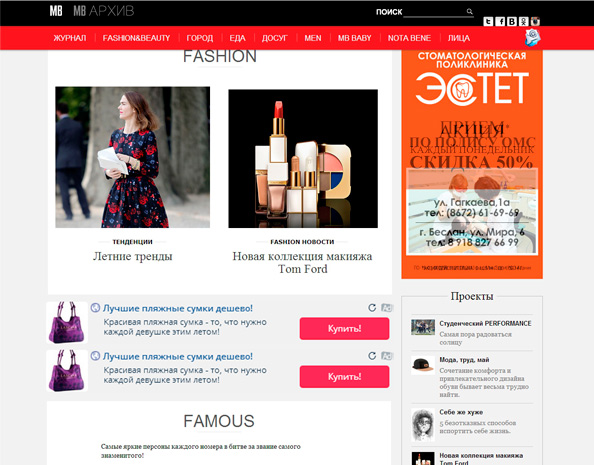 MB MB АРХИВ
ПОИСК
ЖУРНАЛ FASHION&BEAUTY ГОРОД ЕДА ДОСУГ MEN MB BABY NOTA BENE ЛИЦА
FASHION
ТЕНДЕНЦИИ
Летние тренды
FASHION НОВОСТИ
Новая коллекция макияжа
Tom Ford
Лучшие пляжные сумки дешево!
Красивая пляжная сумка - то, что нужно
каждой девушке этим летом!
Купить!
Лучшие пляжные сумки дешево!
Красивая пляжная сумка - то, что нужно
каждой девушке этим летом!
Купить!
FAMOUS
Самые яркие персоны каждого номера в битве за звание самого
знаменитого!
СТОМАТОЛОГИЧЕСКАЯ
ПОЛИКЛИНИКА
ЭСТЕТ
ПРИЕМ
АКЦИЯ
ПО ПОЛИСУ ОМС
КАЖДЫЙ ПОНЕДЕЛЬНИК
СКИДКА 50%
ул. Гагкаева,1а
тел: (8672) 61-69-69
г. Беслан, ул. Мира, 6
тел: 8 918 827 66 99
Проекты
Студенческий PERFORMANCE
Сама пора радоваться
солнцу
Мода, труд, май
Сочетание комфорта и
привлекательного дизайна
обуви бывает весьма трудно
найти.
Себе же хуже
5 безотказных способов
испортить себе жизнь.
Новая коллекция макияжа
Tom Ford